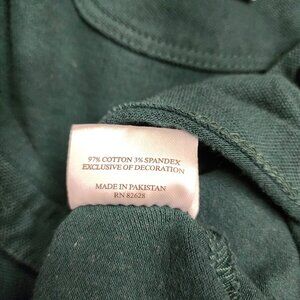 97% COTTON 3% SPANDEX
EXCLUSIVE OF DECORATION
MADE IN PAKISTAN
RN 82628